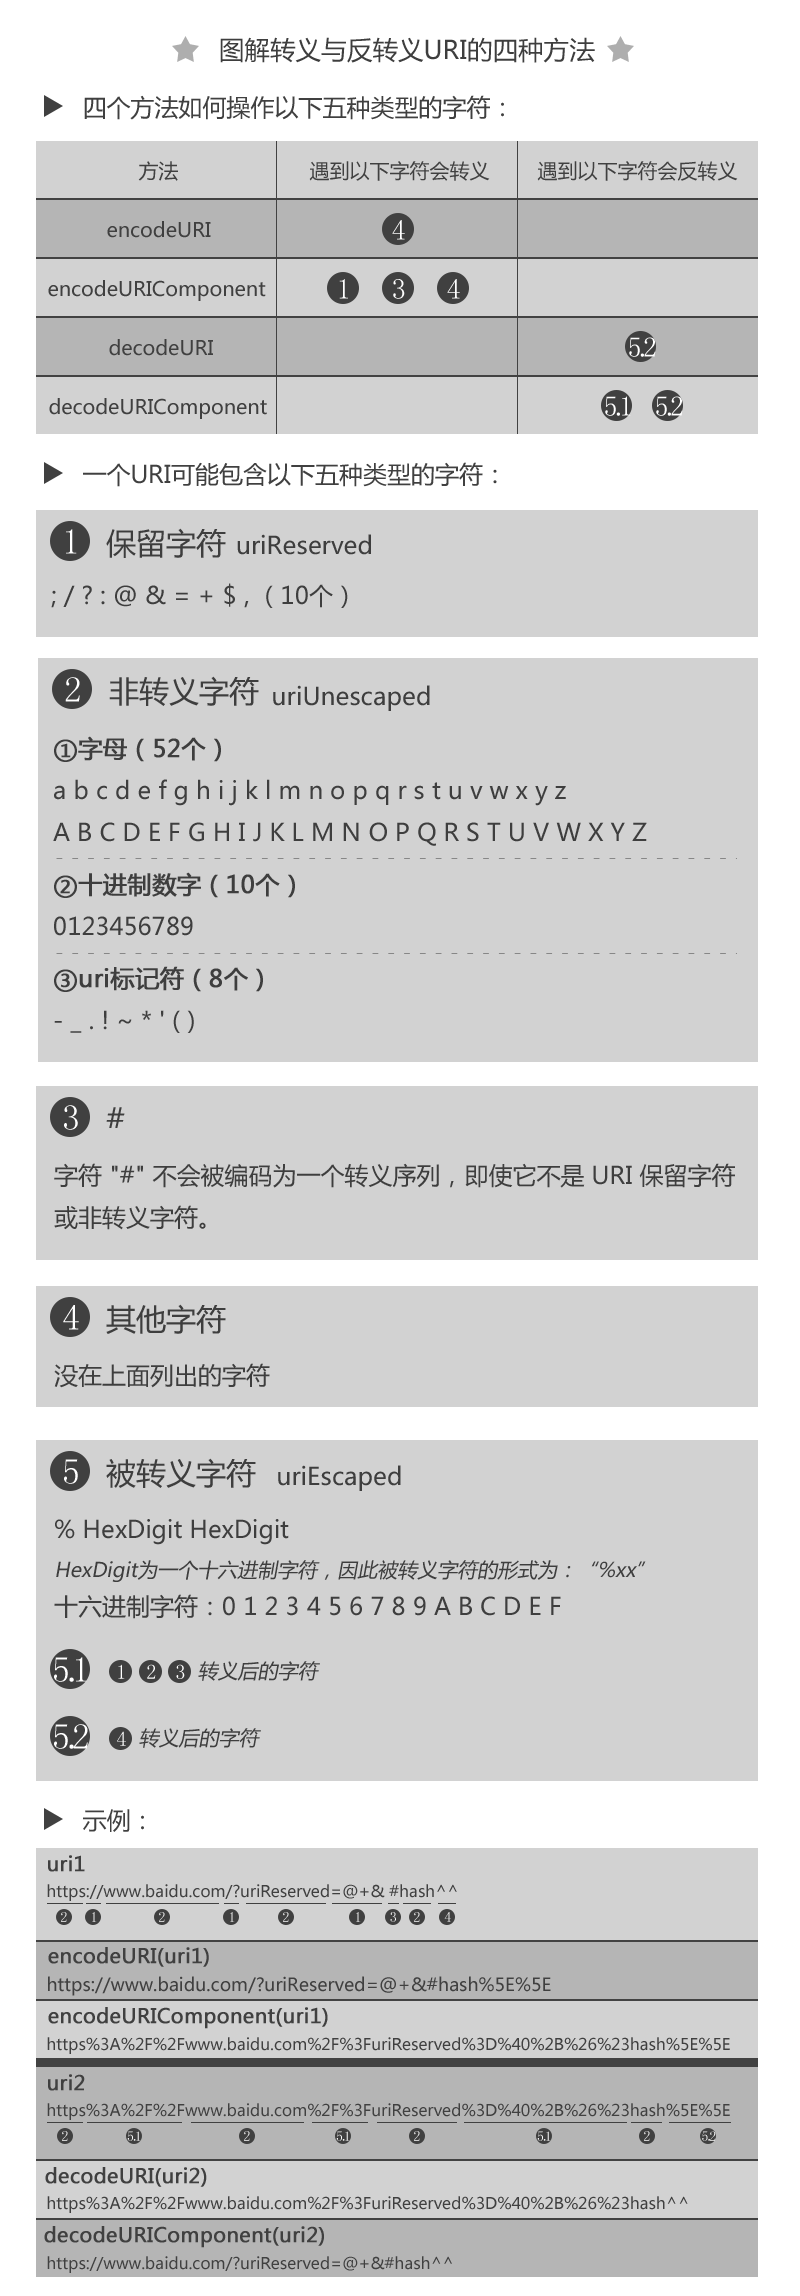 图解转义与反转义URI的四种方法
四个方法如何操作以下五种类型的字符：
方法 遇到以下字符会转义 遇到以下字符会反转义
encodeURI ❹
encodeURIComponent ❶ ❸ ❹
decodeURI 5.2
decodeURIComponent 5.1 5.2
一个URI可能包含以下五种类型的字符：
❶ 保留字符 uriReserved
; / ? : @ & = + $ ,（10个）
❷ 非转义字符 uriUnescaped
①字母（52个）
a b c d e f g h i j k l m n o p q r s t u v w x y z
A B C D E F G H I J K L M N O P Q R S T U V W X Y Z
②十进制数字（10个）
0123456789
③uri标记符（8个）
- _ . ! ~ * ' ( )
❸ #
字符 "#" 不会被编码为一个转义序列，即使它不是 URI 保留字符
或非转义字符。
❹ 其他字符
没在上面列出的字符
❺ 被转义字符 uriEscaped
% HexDigit HexDigit
HexDigit为一个十六进制字符，因此被转义字符的形式为：“%xx”
十六进制字符：0 1 2 3 4 5 6 7 8 9 A B C D E F
5.1 ❶ ❷ ❸ 转义后的字符
5.2 ❹ 转义后的字符
示例：
uri1
https://www.baidu.com/?uriReserved=@+& #hash^^
❷ ❶ ❷ ❶ ❷ ❶ ❸ ❷ ❹
encodeURI(uri1)
https://www.baidu.com/?uriReserved=@+&#hash%5E%5E
encodeURIComponent(uri1)
https%3A%2F%2Fwww.baidu.com%2F%3FuriReserved%3D%40%2B%26%23hash%5E%5E
uri2
https%3A%2F%2Fwww.baidu.com%2F%3FuriReserved%3D%40%2B%26%23hash%5E%5E
❷ 5.1 ❷ 5.1 ❷ 5.1 ❷ 5.2
decodeURI(uri2)
https%3A%2F%2Fwww.baidu.com%2F%3FuriReserved%3D%40%2B%26%23hash^^
decodeURIComponent(uri2)
https://www.baidu.com/?uriReserved=@+&#hash^^